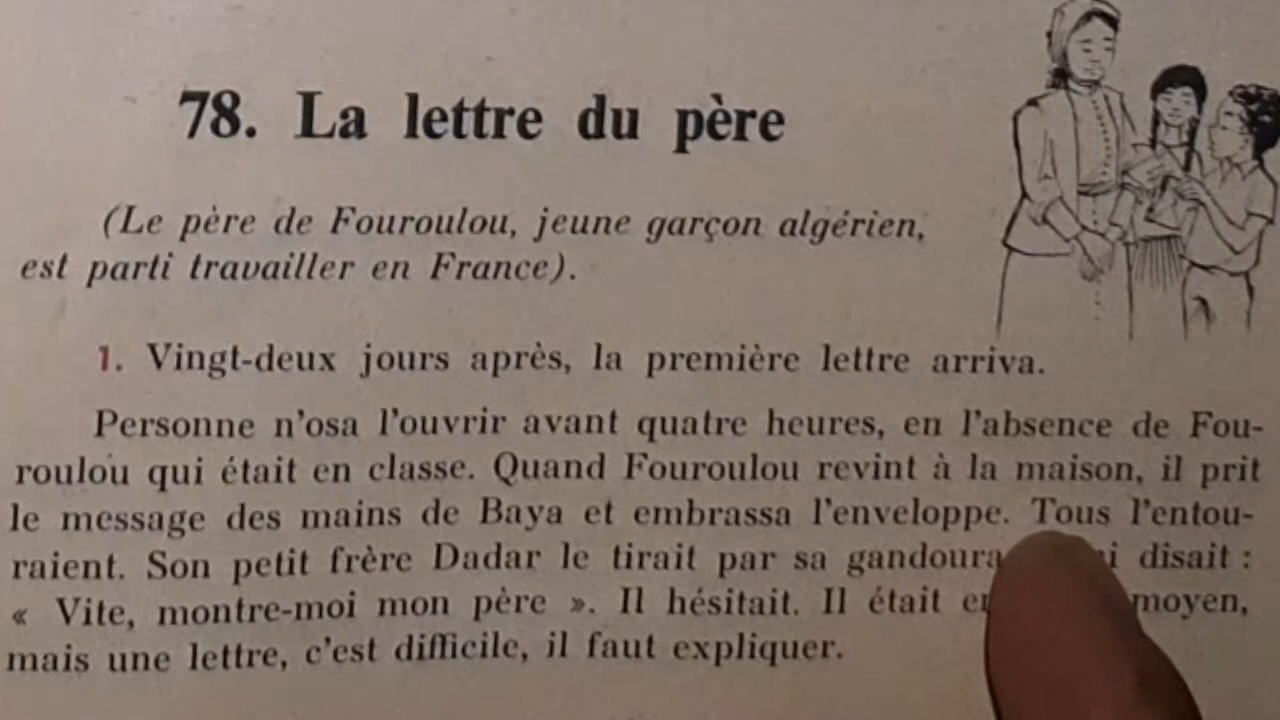 78. La lettre du père
(Le père de Fouroulou, jeune garçon algérien,
est parti travailler en France).
1. Vingt-deux jours après, la première lettre arriva.
Personne n'osa l'ouvrir avant quatre heures, en l'absence de Fou-
roulou qui était en classe. Quand Fouroulou revint à la maison, il prit
le message des mains de Baya et embrassa l'enveloppe. Tous l'entou-
raient. Son petit frère Dadar le tirait par sa gandoura disait :
« Vite, montre-moi mon père ». Il hésitait. Il était moyen,
mais une lettre, c'est difficile, il faut expliquer.